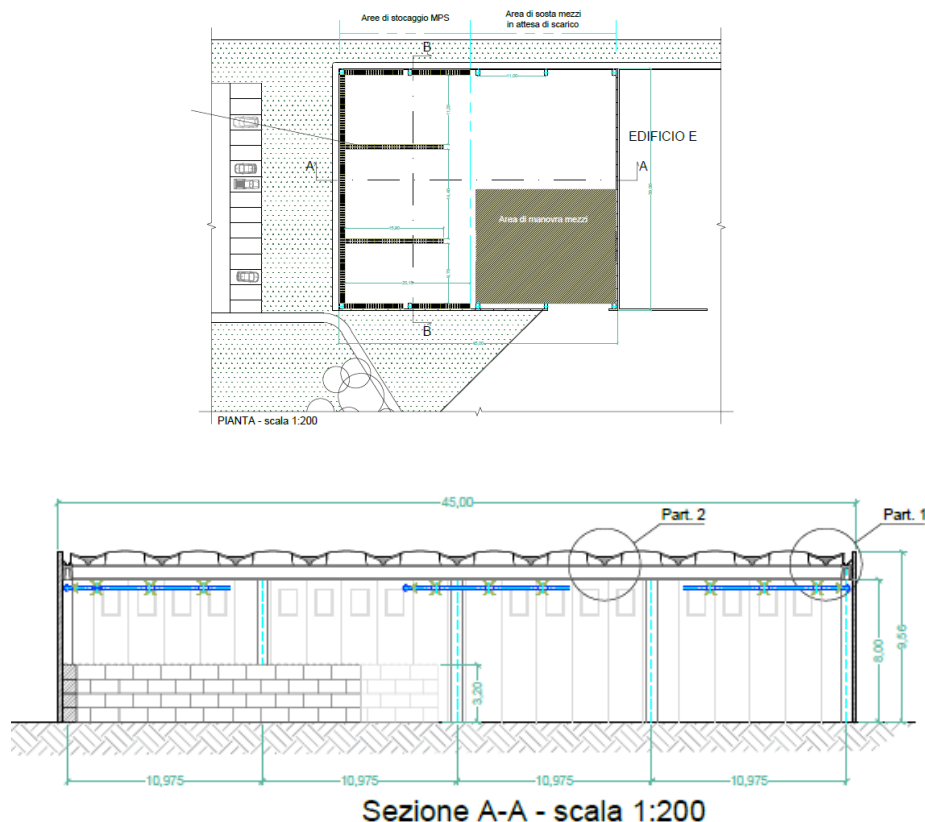 Aree di stocaggio MPS
Area di sosta mezzi
in attesa di scarico
B
EDIFICIO E
A
A
Area di manovra mezzi
B
PIANTA - scala 1:200
45,00
Part. 2
Part. 1
3,20
8,00
9,56
10,975
10,975
10,975
10,975
Sezione A-A - scala 1:200